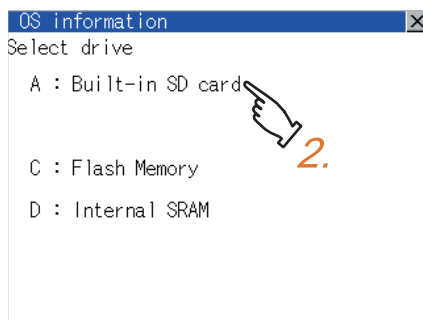 OS information ×
Select drive
A : Built-in SD card
2.
C : Flash Memory
D : Internal SRAM